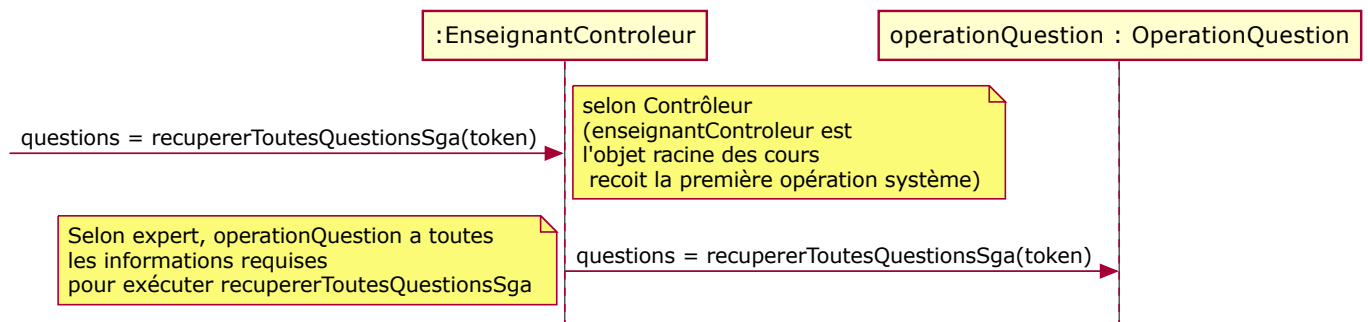 :EnseignantControleur
operationQuestion : OperationQuestion
selon Contrôleur
(enseignantControleur est
l'objet racine des cours
recoit la première opération système)
questions = recupererToutesQuestionsSga(token)
Selon expert, operationQuestion a toutes
les informations requises
pour exécuter recupererToutesQuestionsSga
questions = recupererToutesQuestionsSga(token)